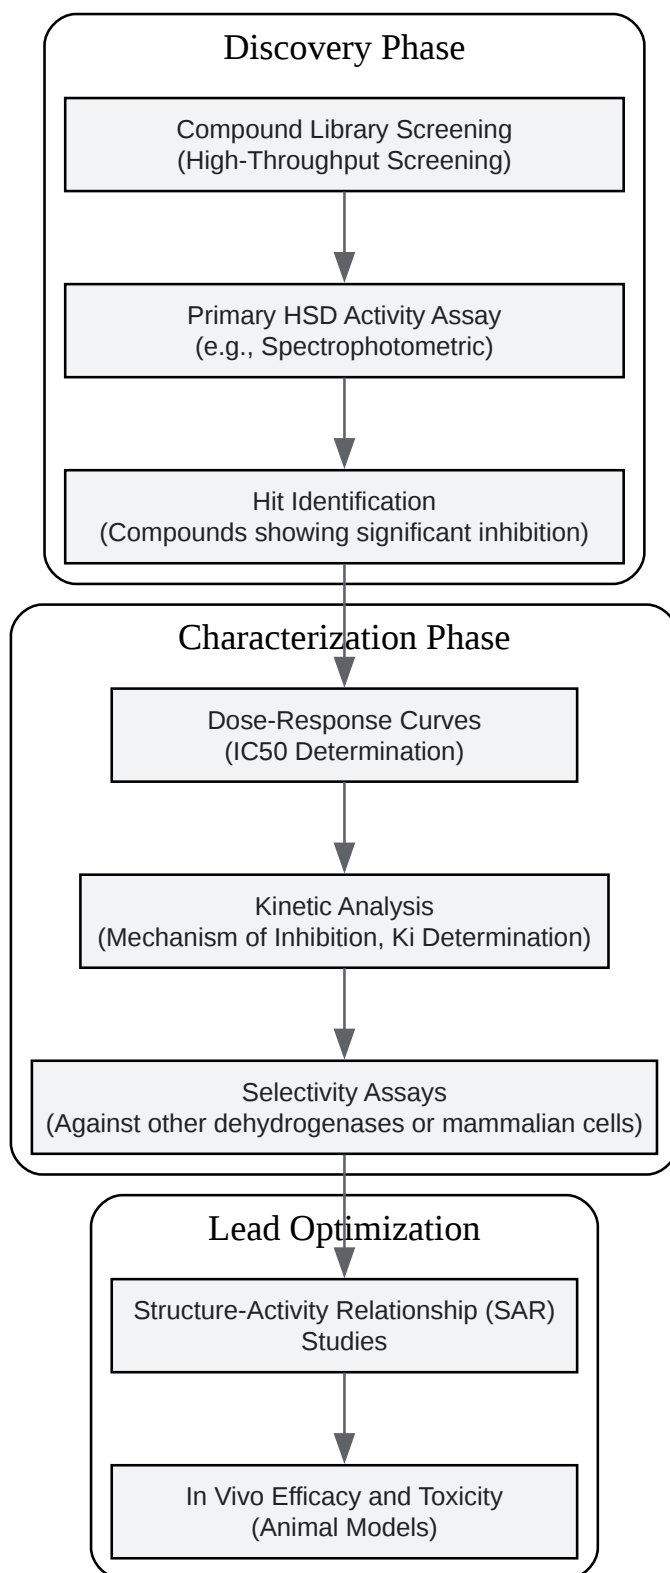 Discovery Phase
Compound Library Screening
(High-Throughput Screening)
Primary HSD Activity Assay
(e.g., Spectrophotometric)
Hit Identification
(Compounds showing significant inhibition)
Characterization Phase
Dose-Response Curves
(IC50 Determination)
Kinetic Analysis
(Mechanism of Inhibition, Ki Determination)
Selectivity Assays
(Against other dehydrogenases or mammalian cells)
Lead Optimization
Structure-Activity Relationship (SAR)
Studies
In Vivo Efficacy and Toxicity
(Animal Models)